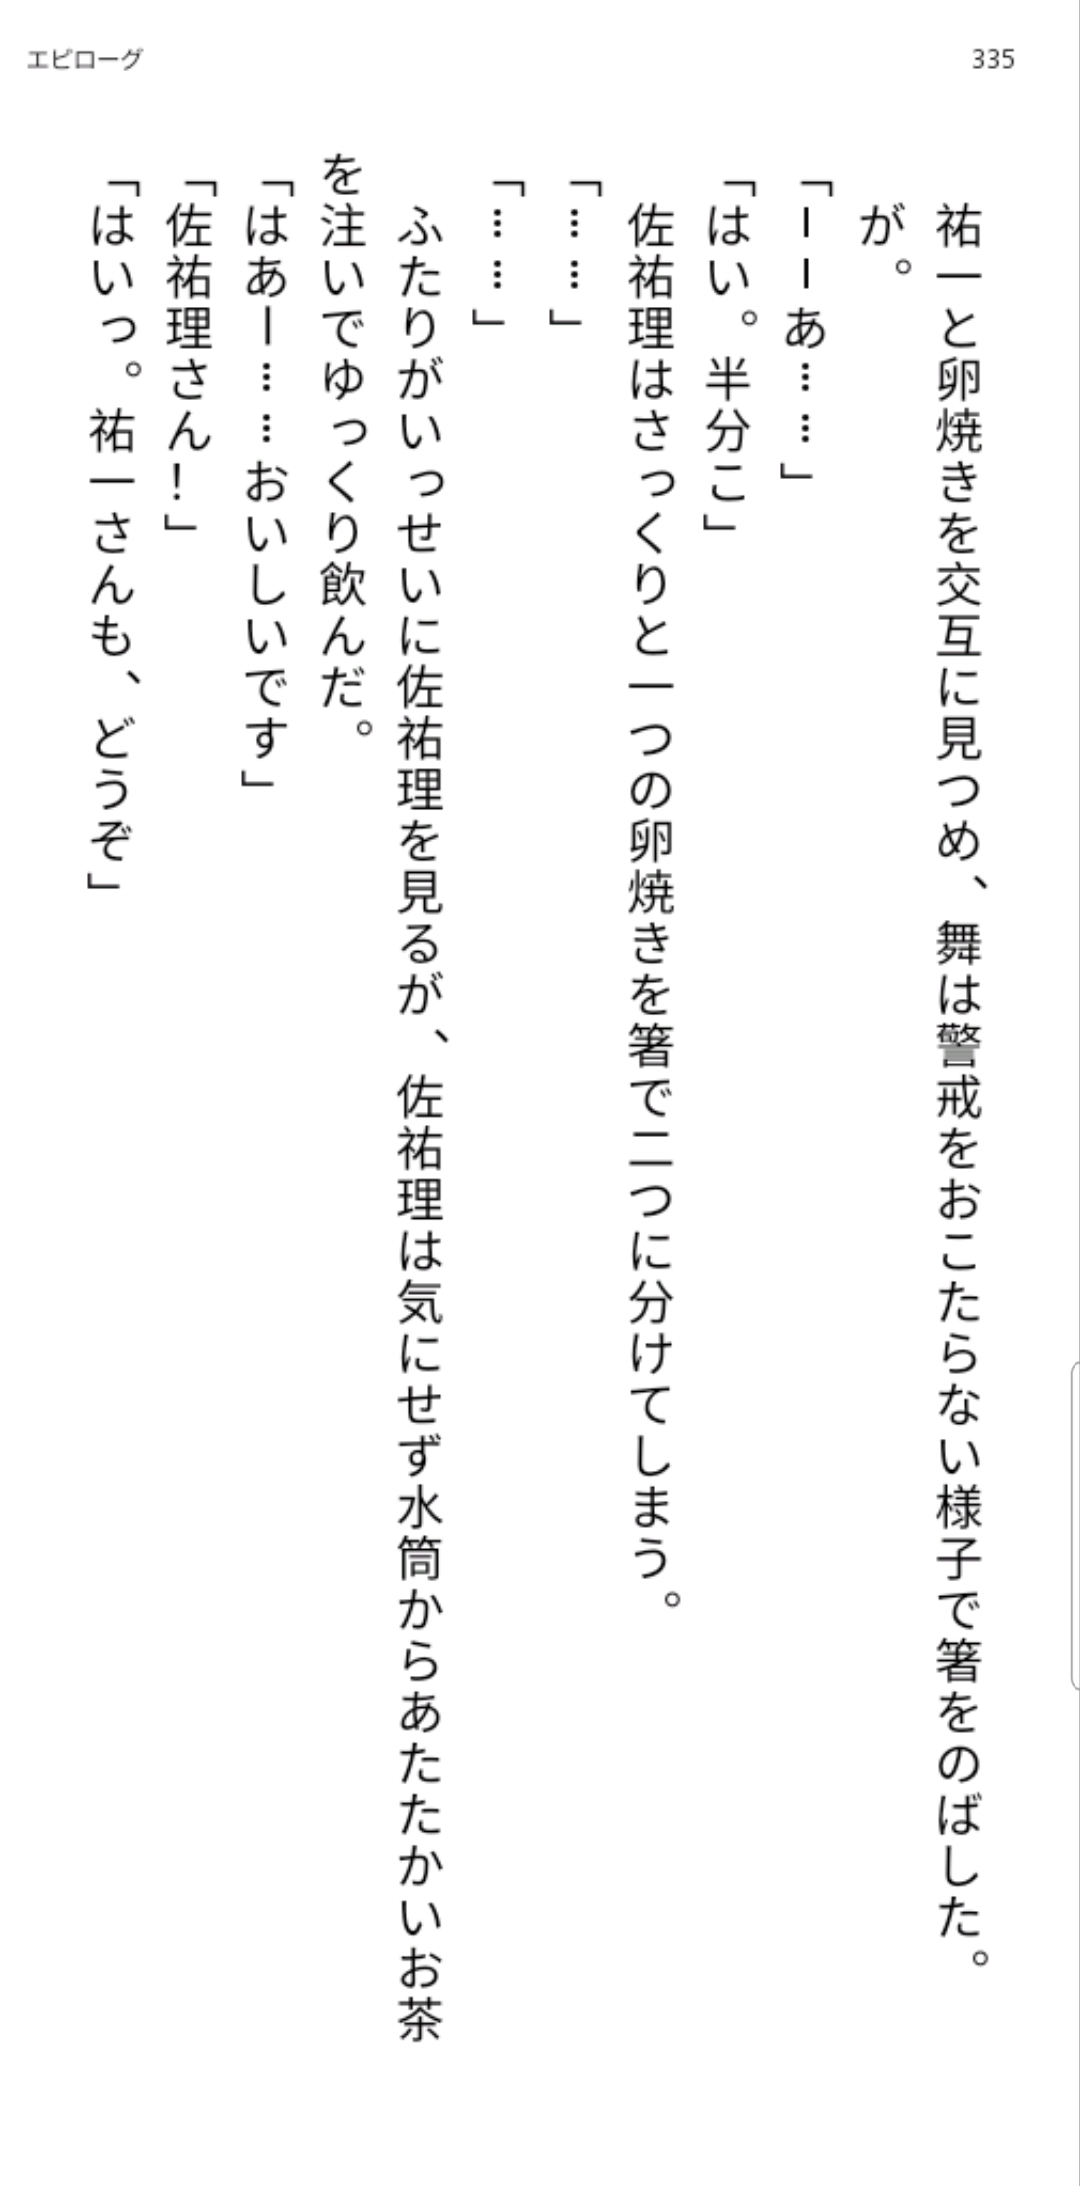 エピローグ
335
祐一と卵焼きを交互に見つめ、舞は警戒をおこたらない様子で箸をのばした。
が。
「――あ……」
「はい。半分こ」
佐祐理はさっくりと一つの卵焼きを箸で二つに分けてしまう。
「……」
「……」
ふたりがいっせいに佐祐理を見るが、佐祐理は気にせず水筒からあたたかいお茶
を注いでゆっくり飲んだ。
「はあー……おいしいです」
「佐祐理さん!」
「はいっ。祐一さんも、どうぞ」